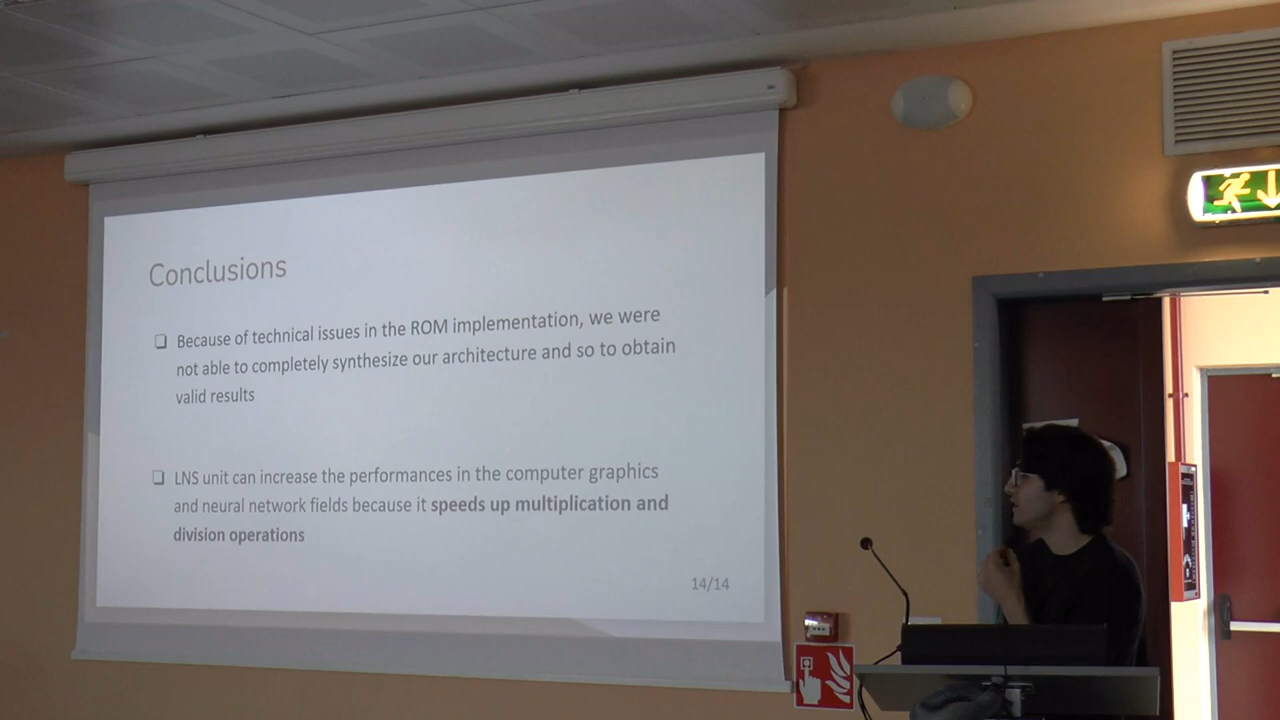 Conclusions
❑ Because of technical issues in the ROM implementation, we were
not able to completely synthesize our architecture and so to obtain
valid results
❑ LNS unit can increase the performances in the computer graphics
and neural network fields because it speeds up multiplication and
division operations
14/14